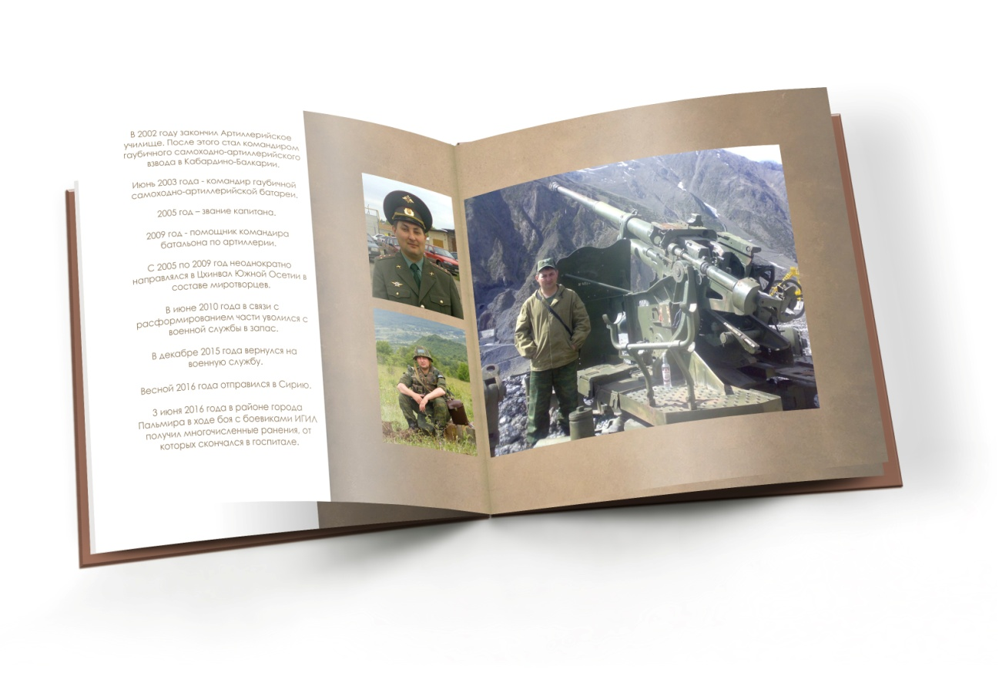 В 2002 году закончил Артиллерийское
училище. После этого стал командиром
гаубичного самоходно-артиллерийского
взвода в Кабардино-Балкарии.
Июнь 2003 года - командир гаубичной
самоходно-артиллерийской батареи.
2005 год – звание капитана.
2009 год - помощник командира
батальона по артиллерии.
С 2005 по 2009 год неоднократно
направлялся в Цхинвал Южной Осетии в
составе миротворцев.
В июне 2010 года в связи с
расформированием части уволился с
военной службы в запас.
В декабре 2015 года вернулся на
военную службу.
Весной 2016 года отправился в Сирию.
3 июня 2016 года в районе города
Пальмира в ходе боя с боевиками ИГИЛ
получил многочисленные ранения, от
которых скончался в госпитале.